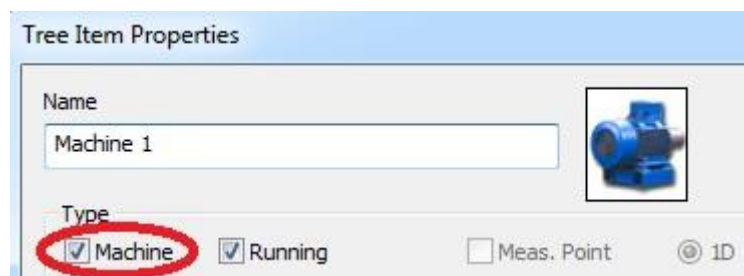 Tree Item Properties
Name
Machine 1
Type
Machine Running Meas. Point 1D